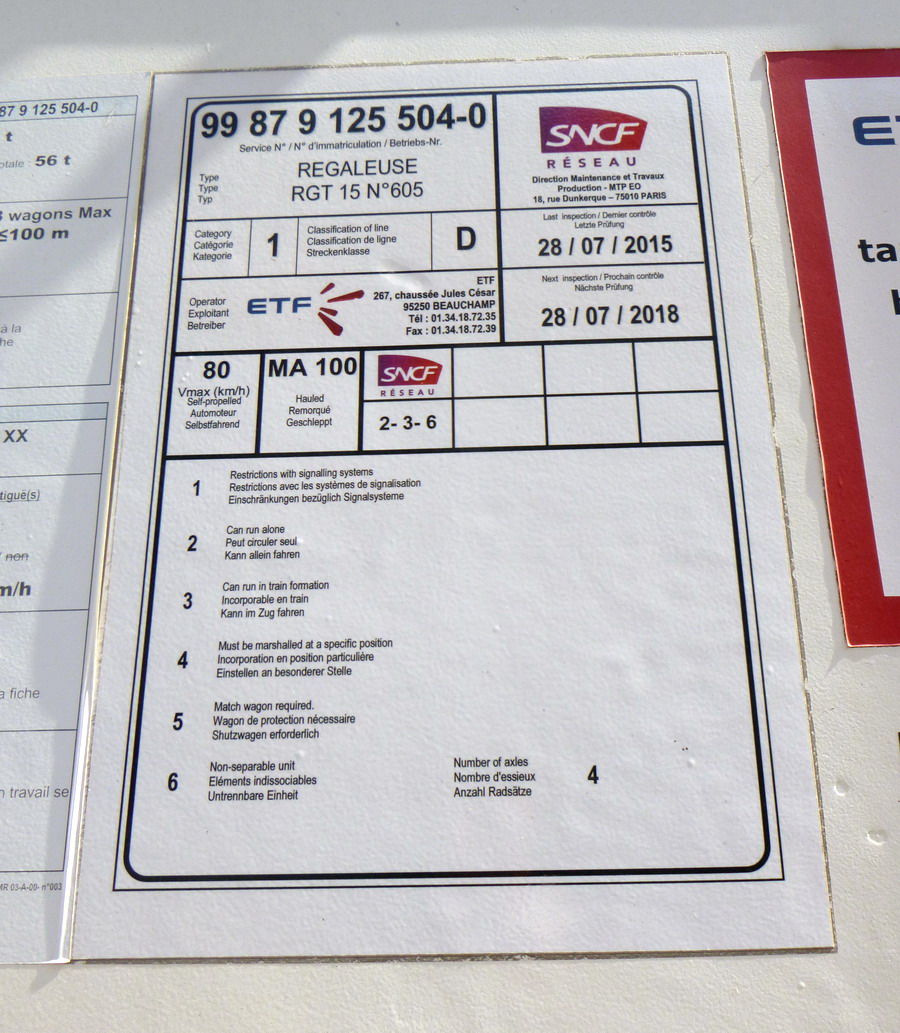 87 9 125 504-0
t
otale : 56 t
wagons Max
≤100 m
à la
XX
tigué(s)
/ non
m/h
a fiche
n travail se
MR 03-A-00- n°003
99 87 9 125 504-0
Service N° / N° d'immatriculation / Betriebs-Nr.
Type
Type
Typ
REGALEUSE
RGT 15 N°605
SNCF
RÉSEAU
Direction Maintenance et Travaux
Production - MTP EO
18, rue Dunkerque – 75010 PARIS
Category
Catégorie
Kategorie
1
Classification of line
Classification de ligne
Streckenklasse
D
Last inspection / Dernier contrôle
Letzte Prüfung
28 / 07 / 2015
Operator
Exploitant
Betreiber
ETF
ETF
267, chaussée Jules César
95250 BEAUCHAMP
Tél : 01.34.18.72.35
Fax : 01.34.18.72.39
Next inspection / Prochain contrôle
Nächste Prüfung
28 / 07 / 2018
80
Vmax (km/h)
Self-propelled
Automoteur
Selbstfahrend
MA 100
Hauled
Remorqué
Geschleppt
SNCF
RÉSEAU
2- 3- 6
1
Restrictions with signalling systems
Restrictions avec les systèmes de signalisation
Einschränkungen bezüglich Signalsysteme
2
Can run alone
Peut circuler seul
Kann allein fahren
3
Can run in train formation
Incorporable en train
Kann im Zug fahren
4
Must be marshalled at a specific position
Incorporation en position particulière
Einstellen an besonderer Stelle
5
Match wagon required.
Wagon de protection nécessaire
Shutzwagen erforderlich
6
Non-separable unit
Eléments indissociables
Untrennbare Einheit
Number of axles
Nombre d'essieux
Anzahl Radsätze
4
ta